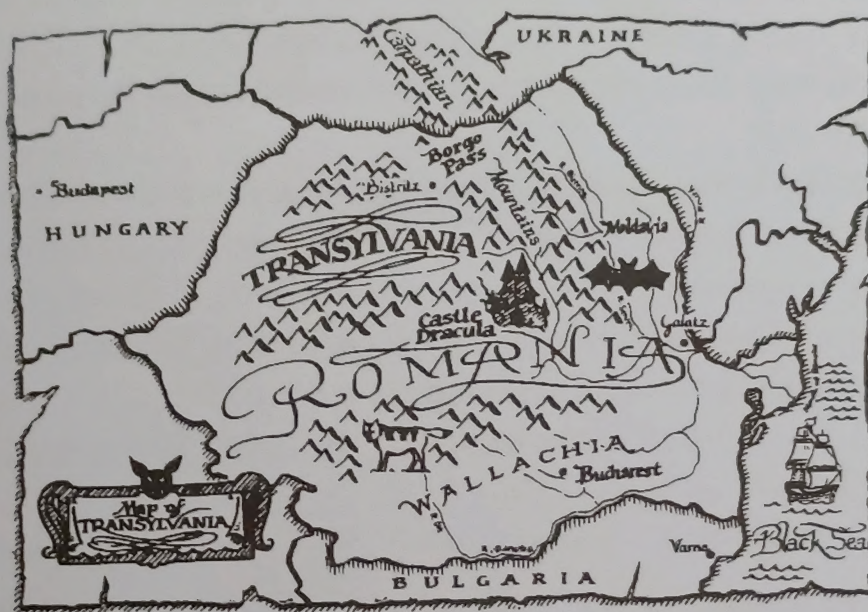 UKRAINE
Carpathian
Mountains
Borgo
Pass
Bistritz
Budapest
HUNGARY
TRANSYLVANIA
Moldavia
Castle
Dracula
Galatz
ROMANIA
WALLACHIA
Bucharest
Map of
TRANSYLVANIA
R. Danube
Varna
Black Sea
BULGARIA